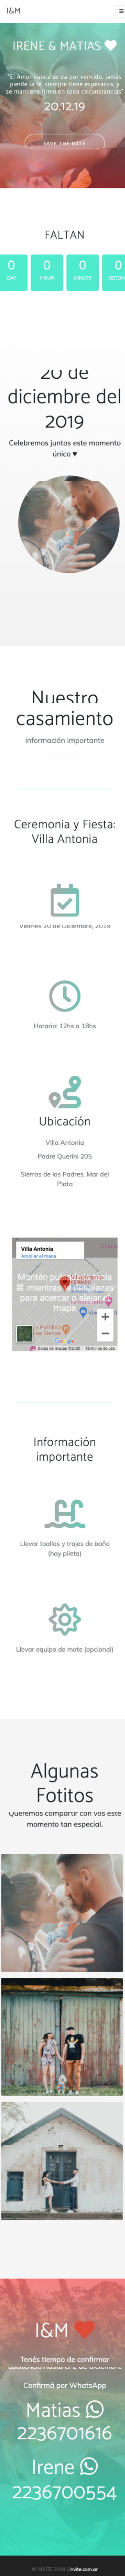 I&M
IRENE & MATIAS
"El Amor nunca se da por vencido, jamás
pierde la fe, siempre tiene esperanza, y
se mantiene firme en toda circunstancias"
20.12.19
SAVE THE DATE
FALTAN
0
DAY
0
HOUR
0
MINUTE
0
SECON
20 de
diciembre del
2019
Celebremos juntos este momento
único ♥
Nuestro
casamiento
información importante
Ceremonia y Fiesta:
Villa Antonia
Viernes 20 de Diciembre, 2019
Horario: 12hs a 18hs
Ubicación
Villa Antonia
Padre Querini 205
Sierras de los Padres, Mar del
Plata
Villa Antonia
Ampliar el mapa
Mantén pulsada la tecla
⌘ mientras te desplazas
para acercar o alejar el
mapa
Google
Datos de mapas ©2020
Términos de uso
Información
importante
Llevar toallas y trajes de baño
(hay pileta)
Llevar equipo de mate (opcional)
Algunas
Fotitos
Queremos compartir con vos este
momento tan especial.
I&M
Tenés tiempo de confirmar
asistencia hasta el 2 de diciembre
Confirmá por WhatsApp
Matias
2236701616
Irene
2236700554
© INVITE 2019 | invite.com.ar